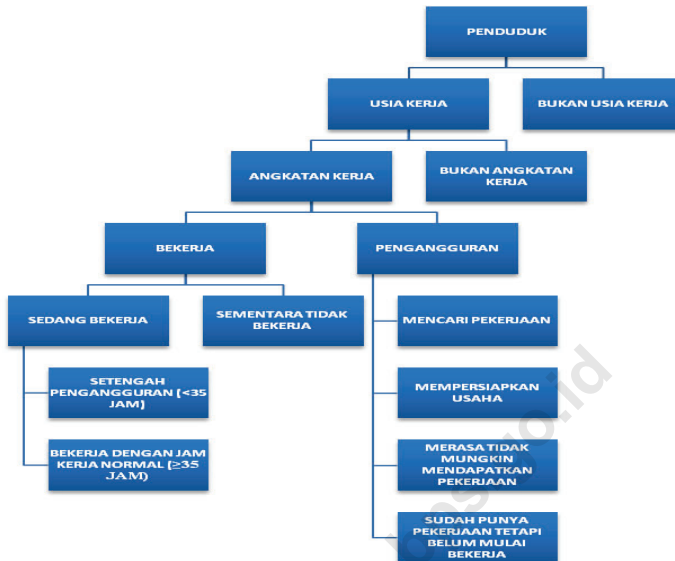 PENDUDUK
USIA KERJA
BUKAN USIA KERJA
ANGKATAN KERJA
BUKAN ANGKATAN
KERJA
BEKERJA
PENGANGGURAN
SEDANG BEKERJA
SEMENTARA TIDAK
BEKERJA
SETENGAH
PENGANGGURAN (<35
JAM)
BEKERJA DENGAN JAM
KERJA NORMAL (≥35
JAM)
MENCARI PEKERJAAN
MEMPERSIAPKAN
USAHA
MERASA TIDAK
MUNGKIN
MENDAPATKAN
PEKERJAAN
SUDAH PUNYA
PEKERJAAN TETAPI
BELUM MULAI
BEKERJA